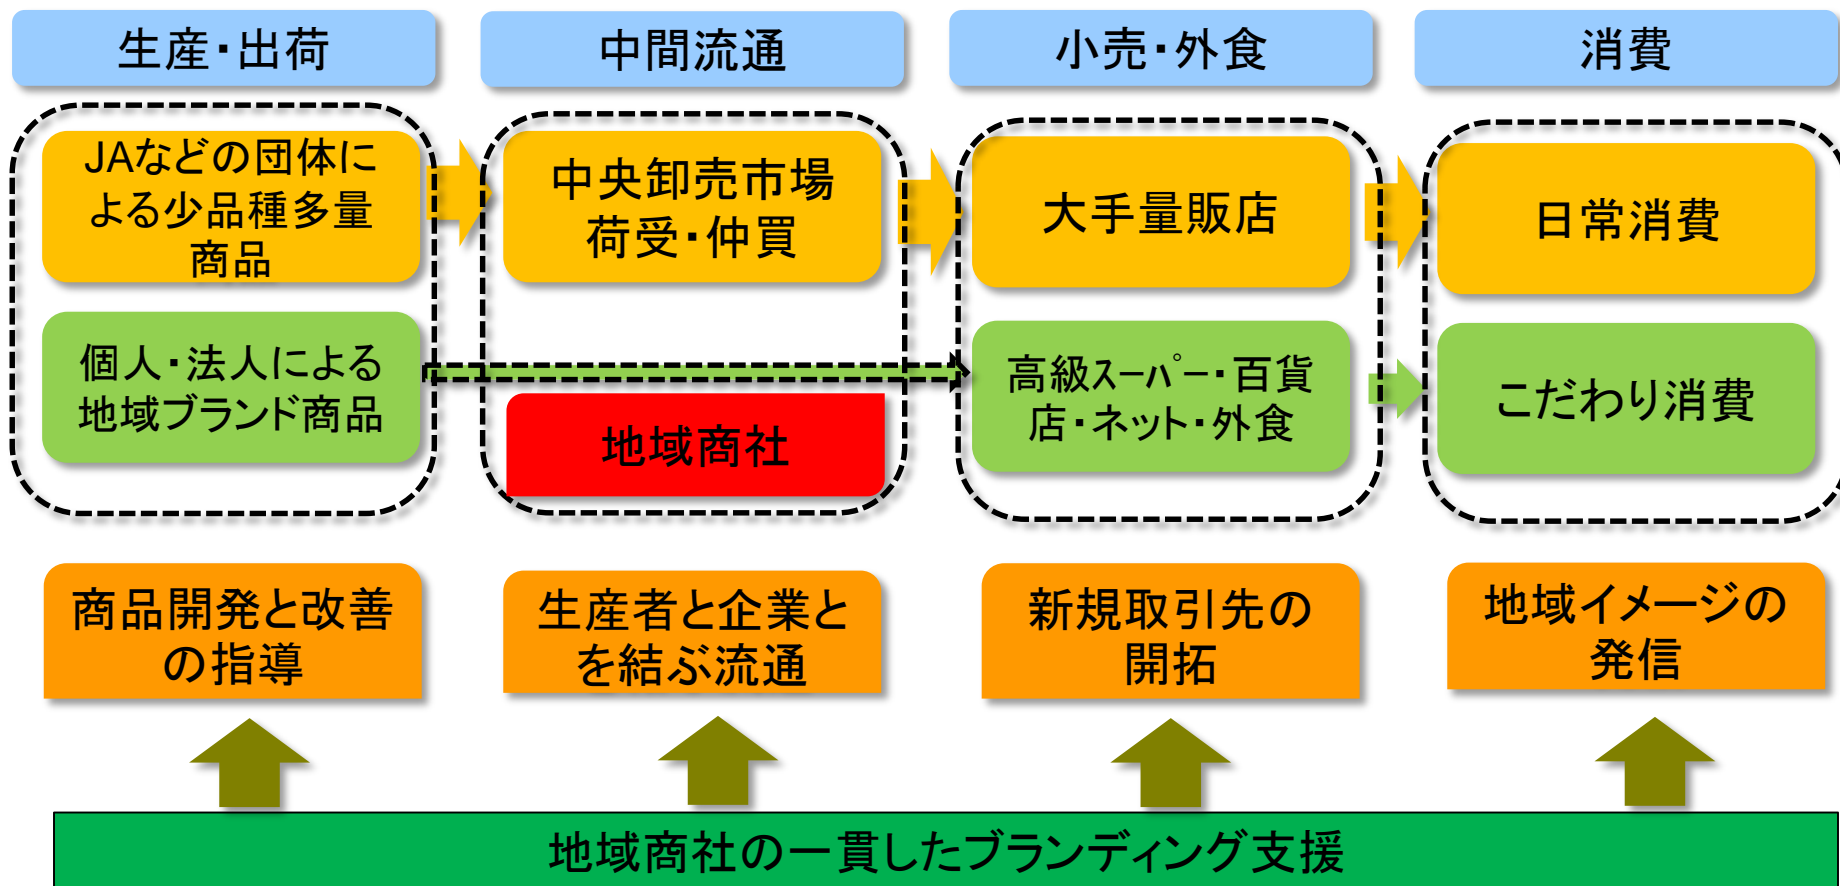 生産・出荷
中間流通
小売・外食
消費
JAなどの団体に
よる少品種多量
商品
中央卸売市場
荷受・仲買
大手量販店
日常消費
個人・法人による
地域ブランド商品
地域商社
高級スーパー・百貨
店・ネット・外食
こだわり消費
商品開発と改善
の指導
生産者と企業と
を結ぶ流通
新規取引先の
開拓
地域イメージの
発信
地域商社の一貫したブランディング支援